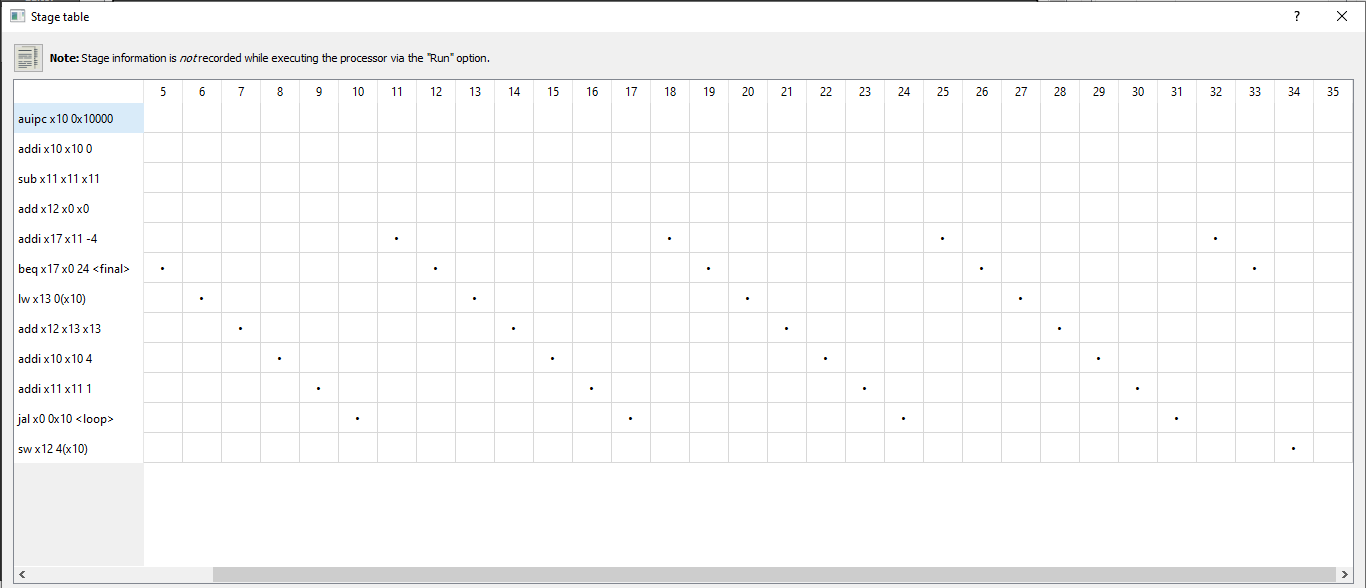 Stage table
Note: Stage information is not recorded while executing the processor via the "Run" option.
5 6 7 8 9 10 11 12 13 14 15 16 17 18 19 20 21 22 23 24 25 26 27 28 29 30 31 32 33 34 35
auipc x10 0x10000
addi x10 x10 0
sub x11 x11 x11
add x12 x0 x0
addi x17 x11 -4
beq x17 x0 24 <final>
lw x13 0(x10)
add x12 x13 x13
addi x10 x10 4
addi x11 x11 1
jal x0 0x10 <loop>
sw x12 4(x10)